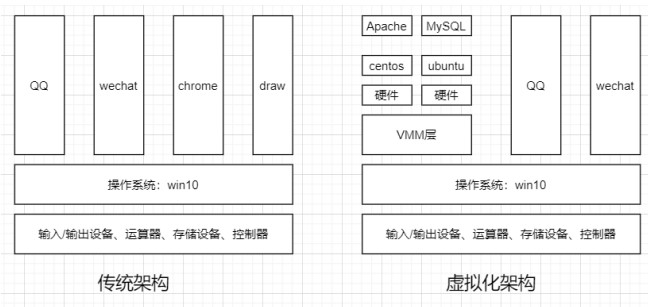 QQ
wechat
chrome
draw
操作系统：win10
输入/输出设备、运算器、存储设备、控制器
传统架构
Apache
MySQL
centos
ubuntu
硬件
硬件
VMM层
QQ
wechat
操作系统：win10
输入/输出设备、运算器、存储设备、控制器
虚拟化架构